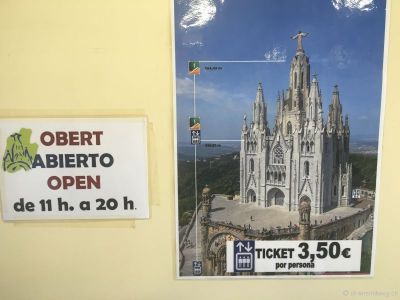 OBERT
ABIERTO
OPEN
de 11 h. a 20 h.
TICKET 3,50€
por persona